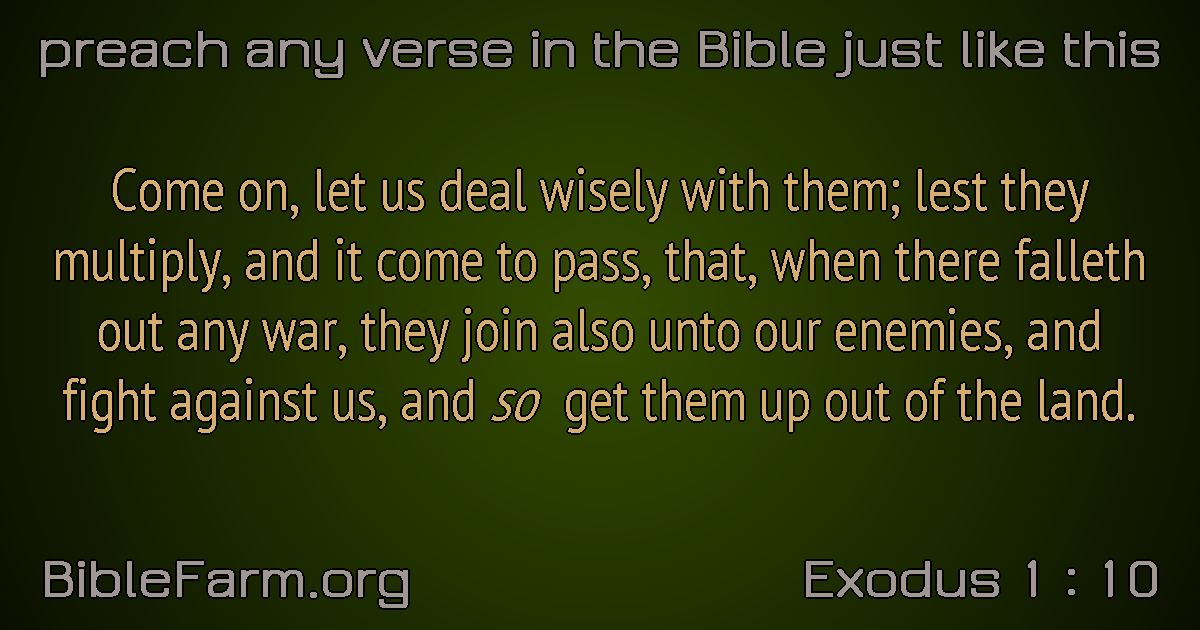 preach any verse in the Bible just like this
Come on, let us deal wisely with them; lest they
multiply, and it come to pass, that, when there falleth
out any war, they join also unto our enemies, and
fight against us, and so get them up out of the land.
BibleFarm.org
Exodus 1 : 10